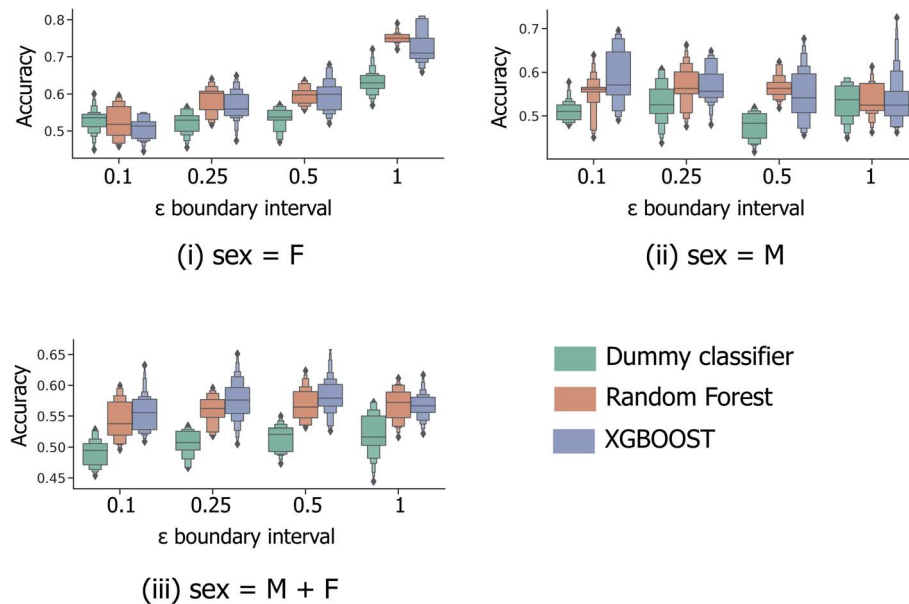 Accuracy
0.8
0.7
0.6
0.5
0.1 0.25 0.5 1
ε boundary interval
(i) sex = F
Accuracy
0.7
0.6
0.5
0.1 0.25 0.5 1
ε boundary interval
(ii) sex = M
Accuracy
0.65
0.60
0.55
0.50
0.45
0.1 0.25 0.5 1
ε boundary interval
(iii) sex = M + F
Dummy classifier
Random Forest
XGBOOST